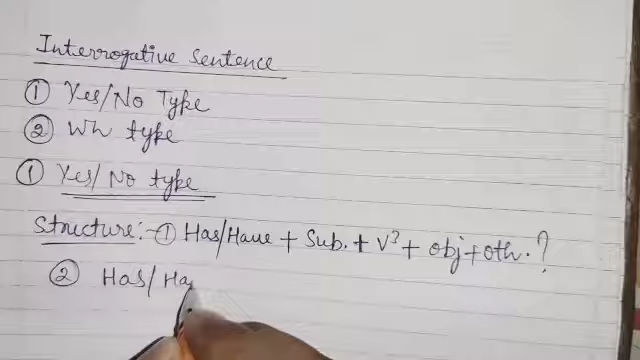 Interrogative Sentence
① Yes/No Type
② Wh type
① Yes/No type
Structure:- ① Has/Have + Sub. + V³ + obj + oth. ?
② Has/Ha